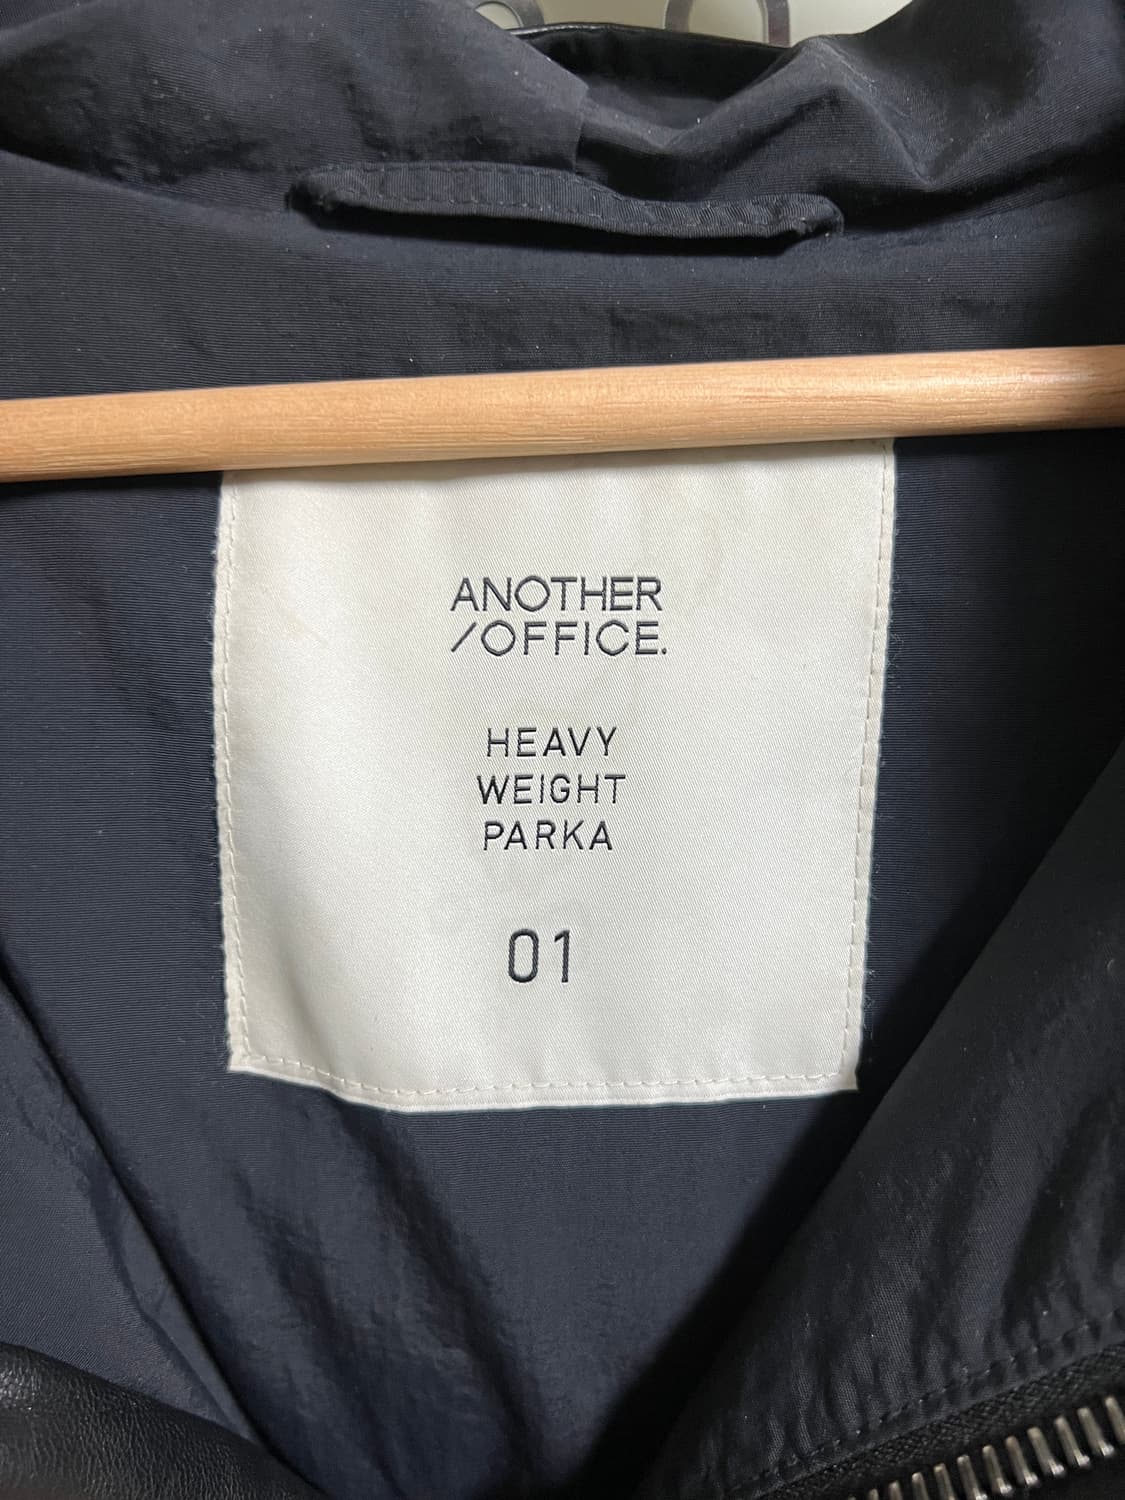 ANOTHER
/OFFICE.
HEAVY
WEIGHT
PARKA
01